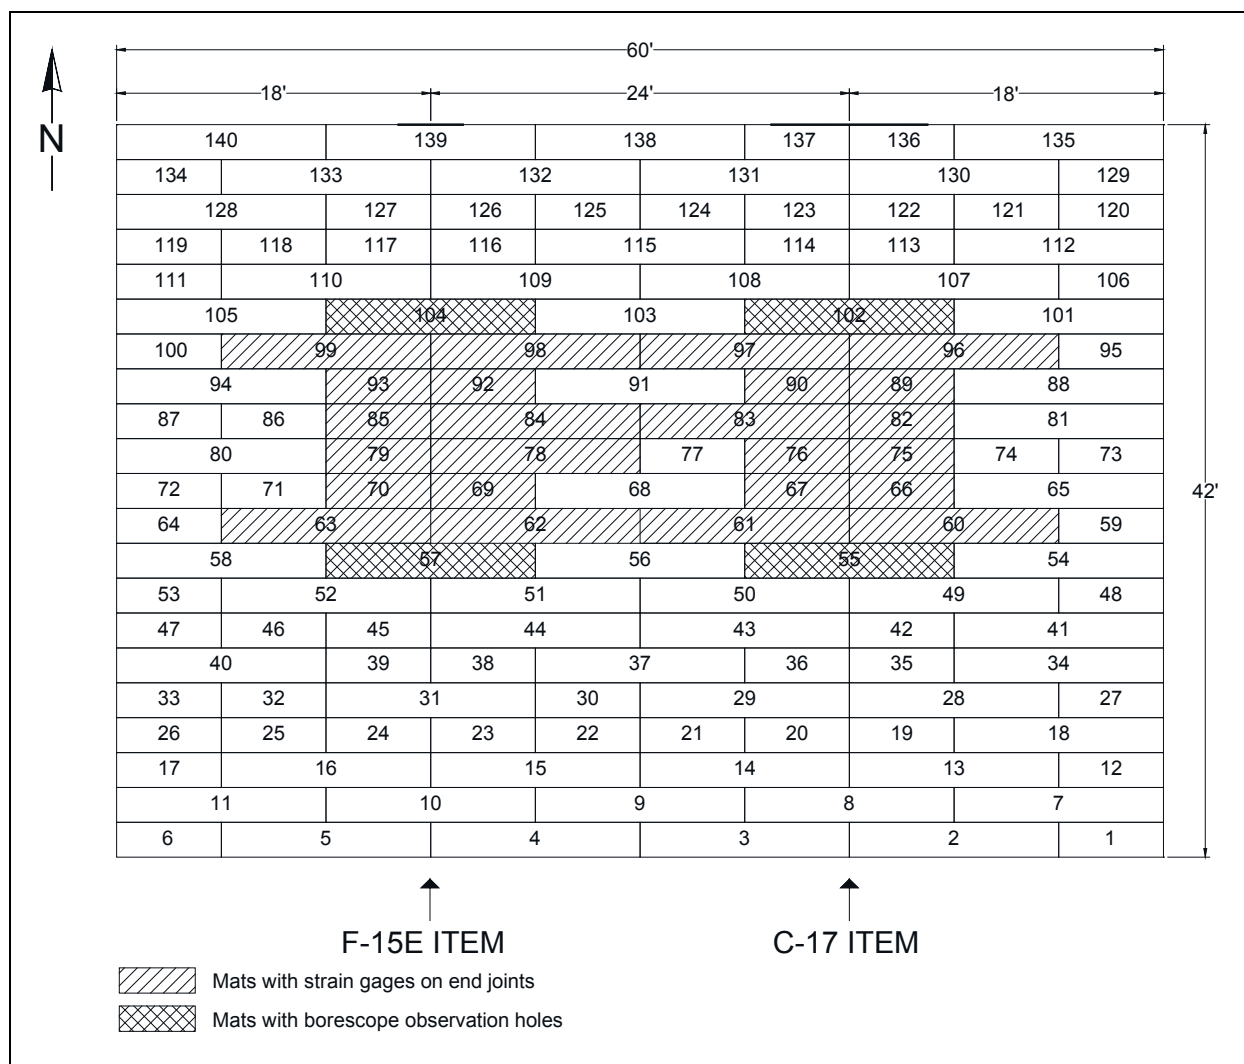 60'
18' 24' 18'
N
140 139 138 137 136 135
134 133 132 131 130 129
128 127 126 125 124 123 122 121 120
119 118 117 116 115 114 113 112
111 110 109 108 107 106
105 104 103 102 101
100 99 98 97 96 95
94 93 92 91 90 89 88
87 86 85 84 83 82 81
80 79 78 77 76 75 74 73
72 71 70 69 68 67 66 65
42'
64 63 62 61 60 59
58 57 56 55 54
53 52 51 50 49 48
47 46 45 44 43 42 41
40 39 38 37 36 35 34
33 32 31 30 29 28 27
26 25 24 23 22 21 20 19 18
17 16 15 14 13 12
11 10 9 8 7
6 5 4 3 2 1
F-15E ITEM C-17 ITEM
Mats with strain gages on end joints
Mats with borescope observation holes